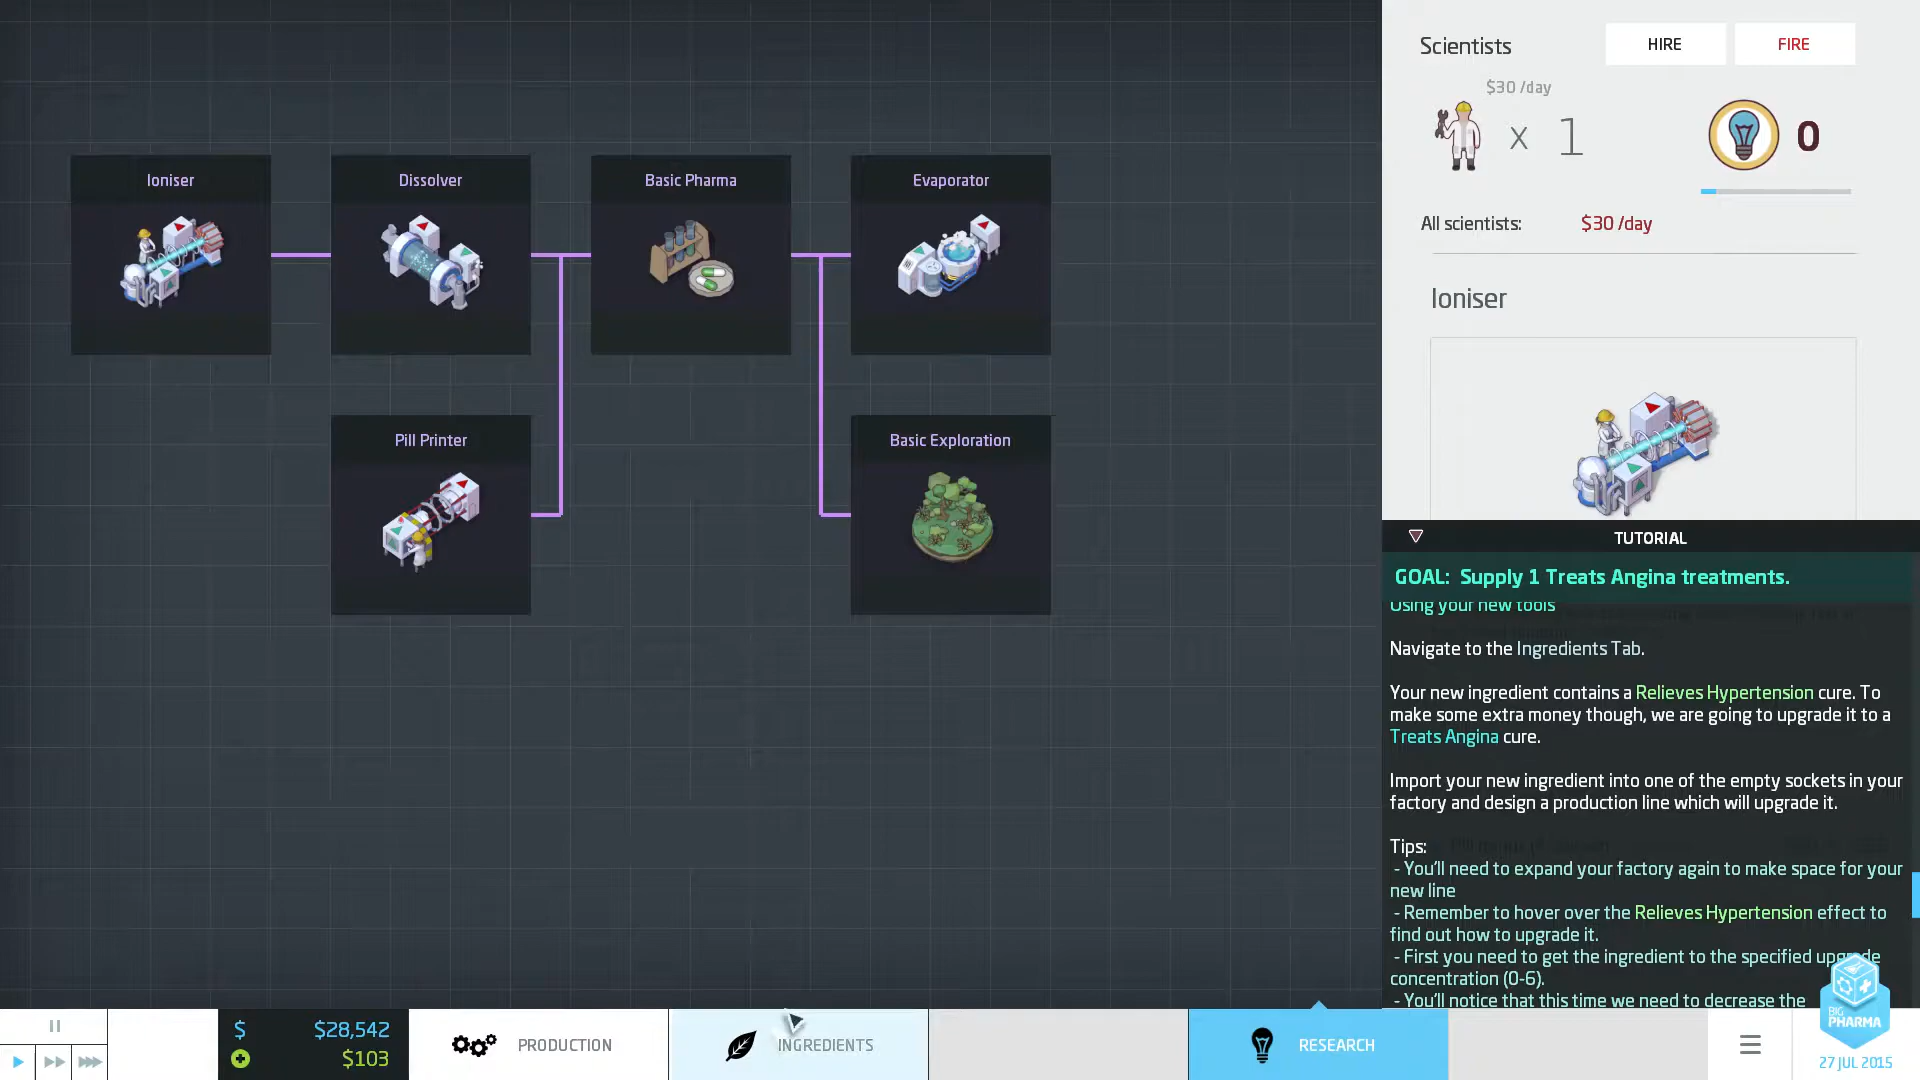 Ioniser
Dissolver
Basic Pharma
Evaporator
Pill Printer
Basic Exploration
Scientists
HIRE
FIRE
$30 /day
x 1
0
All scientists: $30 /day
Ioniser
TUTORIAL
GOAL: Supply 1 Treats Angina treatments.
Using your new tools
Navigate to the Ingredients Tab.
Your new ingredient contains a Relieves Hypertension cure. To
make some extra money though, we are going to upgrade it to a
Treats Angina cure.
Import your new ingredient into one of the empty sockets in your
factory and design a production line which will upgrade it.
Tips:
- You'll need to expand your factory again to make space for your
new line
- Remember to hover over the Relieves Hypertension effect to
find out how to upgrade it.
- First you need to get the ingredient to the specified upgrade
concentration (0-6).
- You'll notice that this time we need to decrease the
$ $28,542
$103
PRODUCTION
INGREDIENTS
RESEARCH
BIG
PHARMA
27 JUL 2015